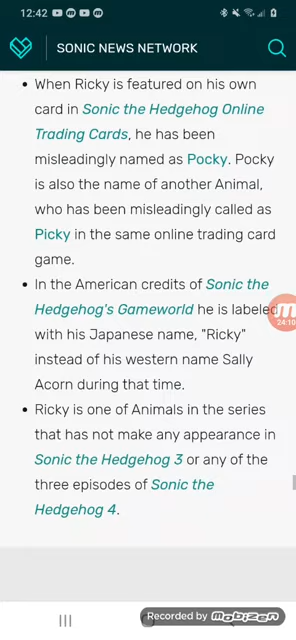 12:42
SONIC NEWS NETWORK
When Ricky is featured on his own
card in Sonic the Hedgehog Online
Trading Cards, he has been
misleadingly named as Pocky. Pocky
is also the name of another Animal,
who has been misleadingly called as
Picky in the same online trading card
game.
In the American credits of Sonic the
Hedgehog's Gameworld he is labeled
with his Japanese name, "Ricky"
instead of his western name Sally
Acorn during that time.
Ricky is one of Animals in the series
that has not make any appearance in
Sonic the Hedgehog 3 or any of the
three episodes of Sonic the
Hedgehog 4.
24:10
Recorded by Mobizen